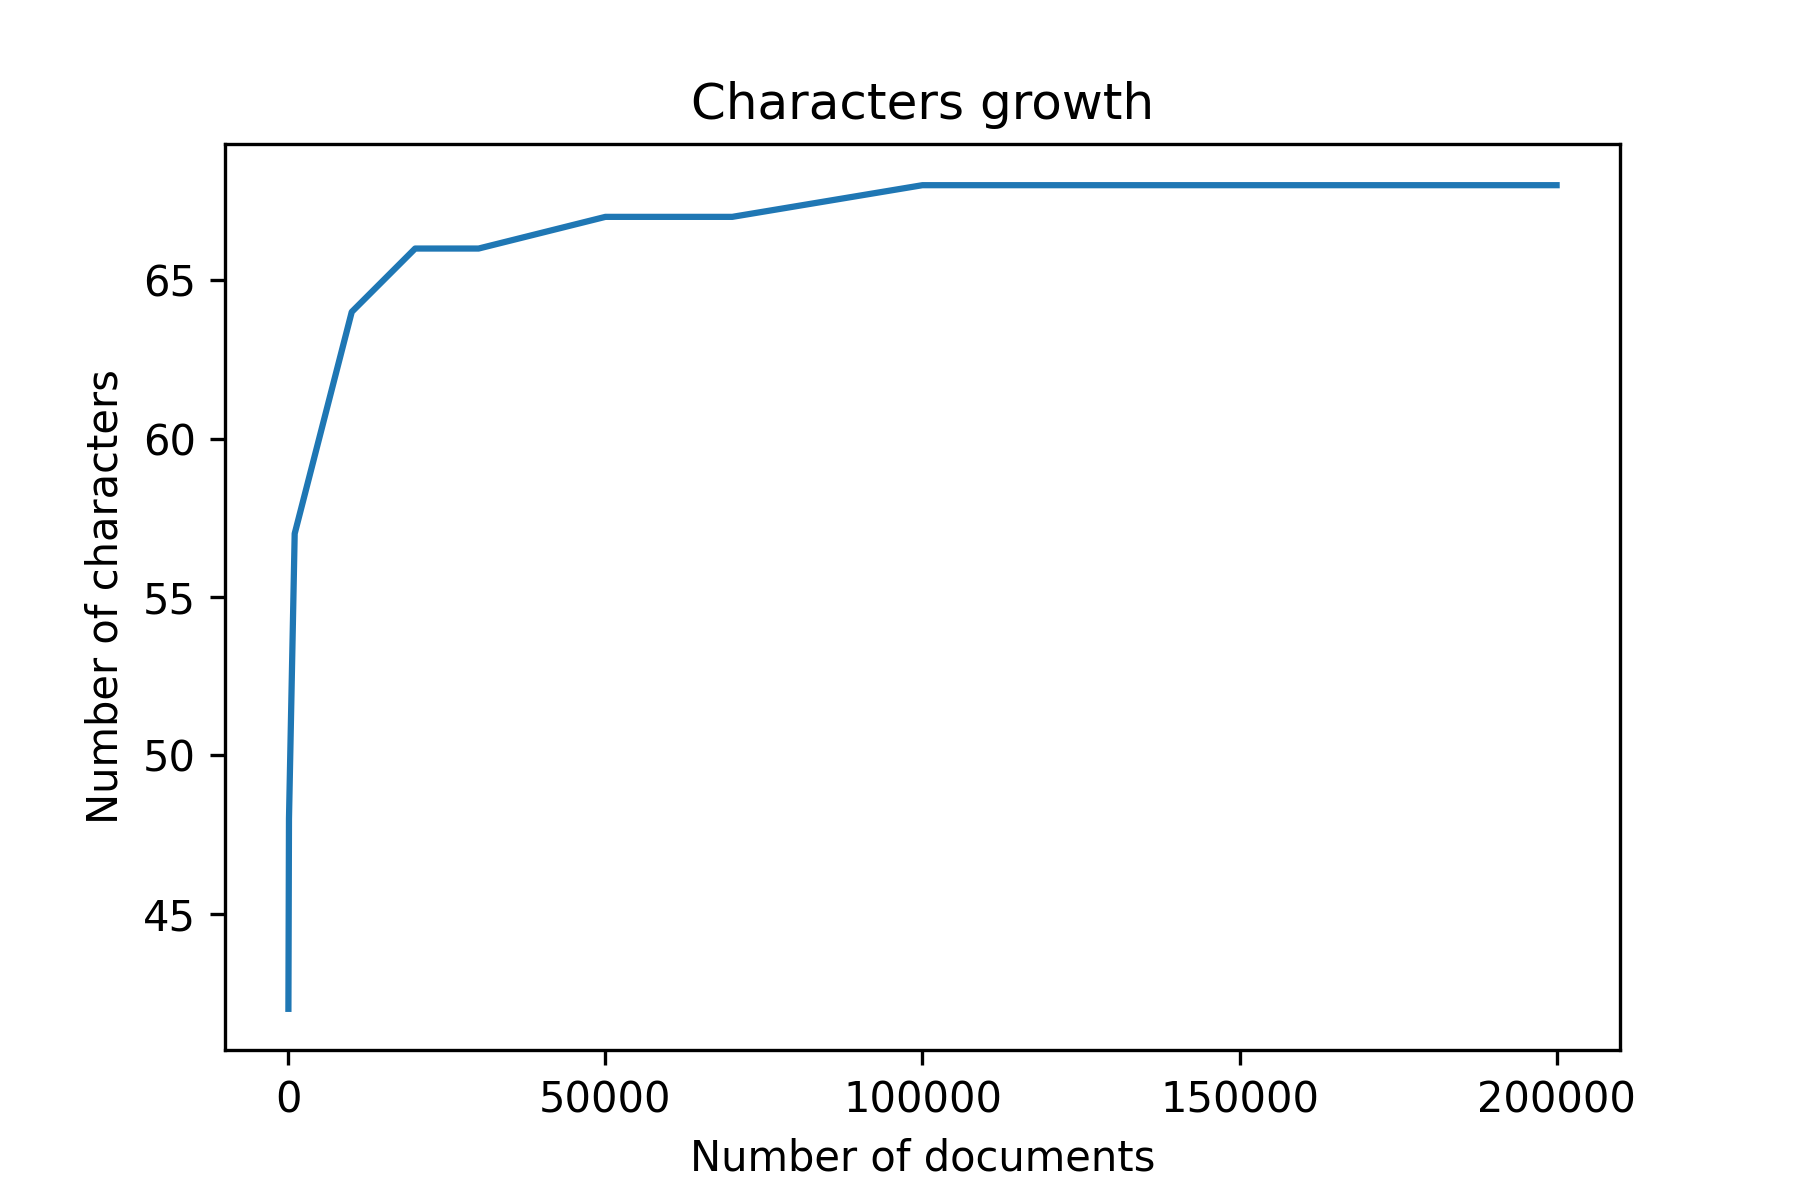 Characters growth
Number of characters
65
60
55
50
45
0 50000 100000 150000 200000
Number of documents